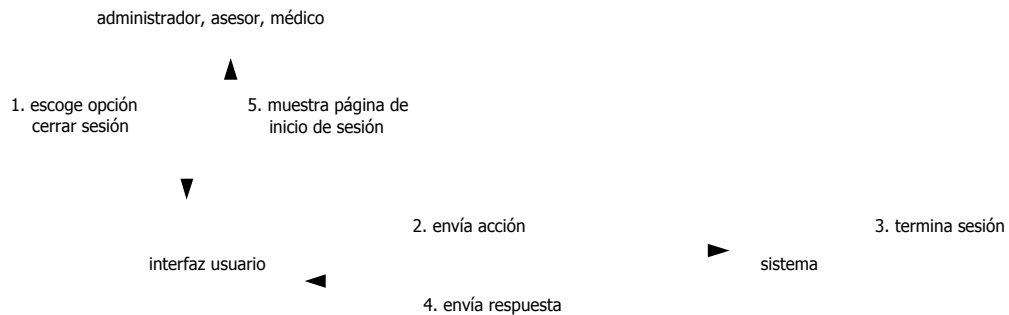 administrador, asesor, médico
1. escoge opción
cerrar sesión
5. muestra página de
inicio de sesión
2. envía acción
3. termina sesión
interfaz usuario
sistema
4. envía respuesta